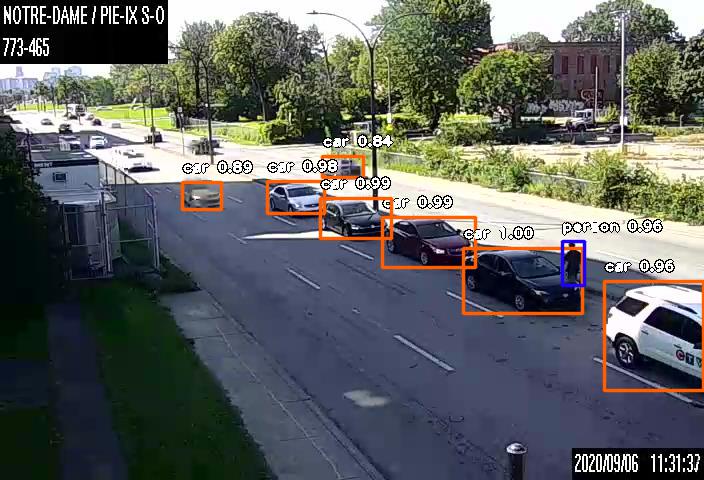 NOTRE-DAME / PIE-IX S-O
773-465
car 0.84
car 0.89
car 0.98
car 0.99
car 0.99
car 1.00
person 0.96
car 0.96
CTV
2020/09/06 11:31:37